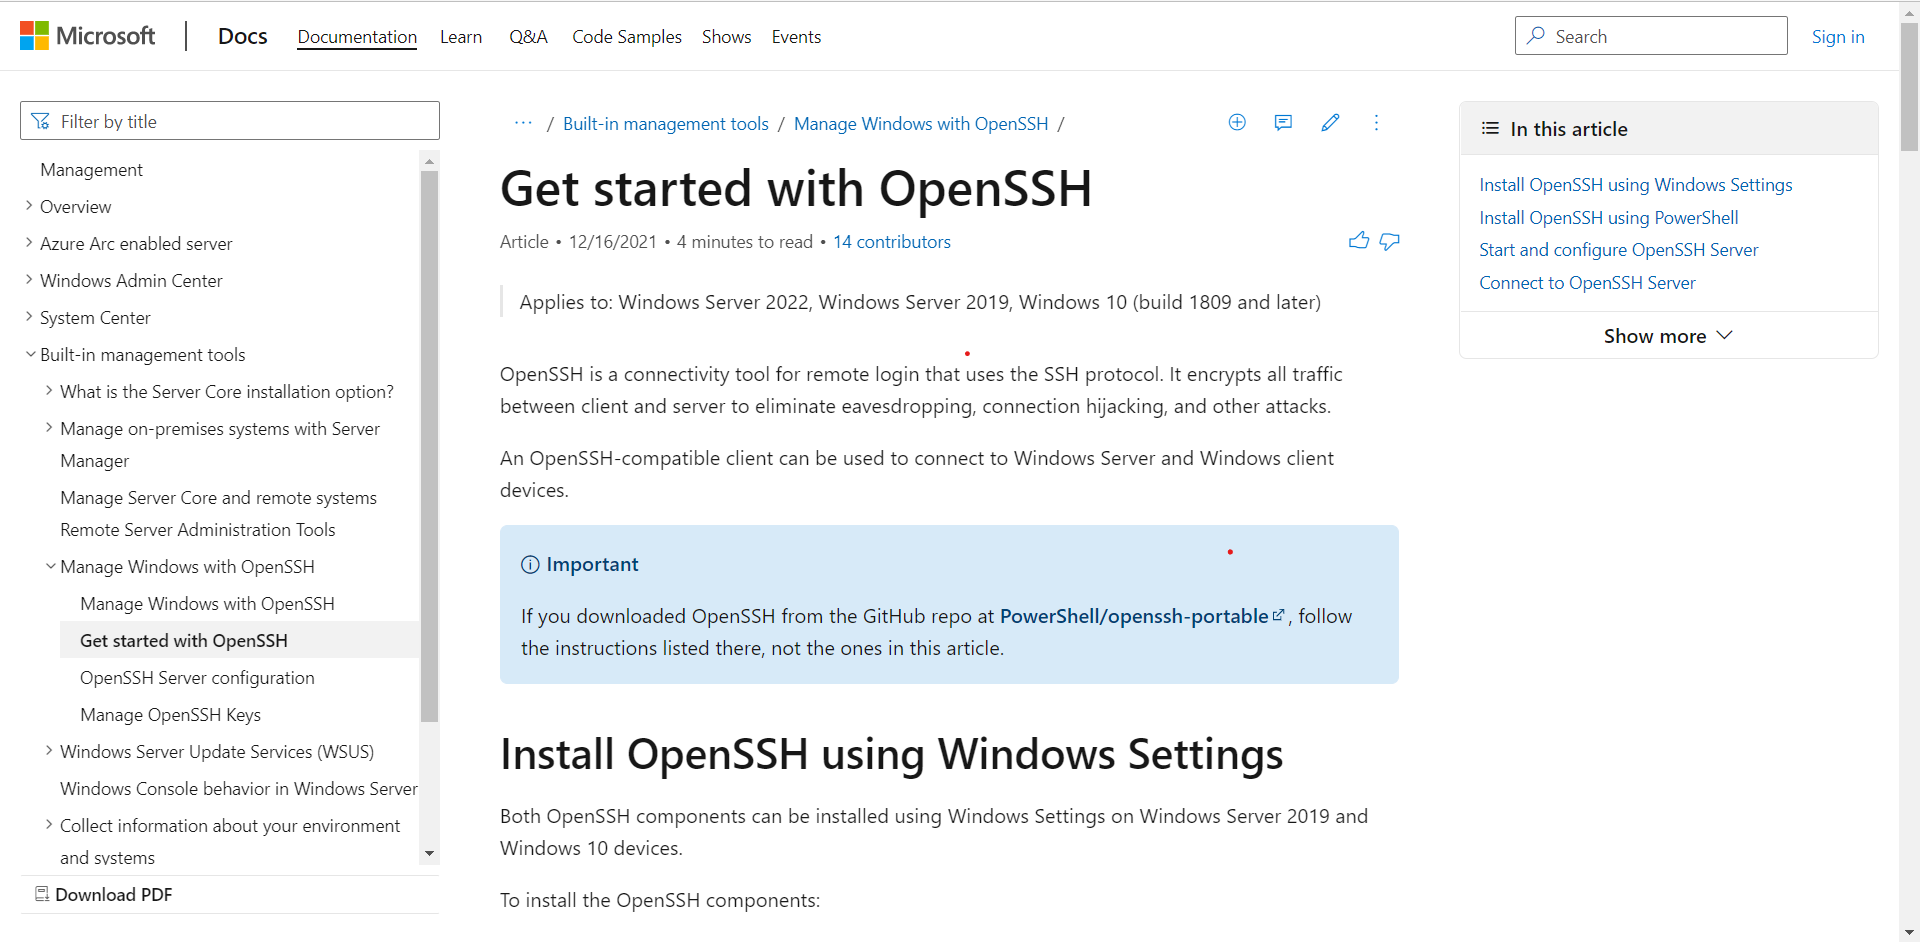 Microsoft
Docs
Documentation
Learn
Q&A
Code Samples
Shows
Events
Search
Sign in
Filter by title
Management
Overview
Azure Arc enabled server
Windows Admin Center
System Center
Built-in management tools
What is the Server Core installation option?
Manage on-premises systems with Server
Manager
Manage Server Core and remote systems
Remote Server Administration Tools
Manage Windows with OpenSSH
Manage Windows with OpenSSH
Get started with OpenSSH
OpenSSH Server configuration
Manage OpenSSH Keys
Windows Server Update Services (WSUS)
Windows Console behavior in Windows Server
Collect information about your environment
and systems
Download PDF
··· / Built-in management tools / Manage Windows with OpenSSH /
Get started with OpenSSH
Article • 12/16/2021 • 4 minutes to read • 14 contributors
Applies to: Windows Server 2022, Windows Server 2019, Windows 10 (build 1809 and later)
OpenSSH is a connectivity tool for remote login that uses the SSH protocol. It encrypts all traffic
between client and server to eliminate eavesdropping, connection hijacking, and other attacks.
An OpenSSH-compatible client can be used to connect to Windows Server and Windows client
devices.
Important
If you downloaded OpenSSH from the GitHub repo at PowerShell/openssh-portable, follow
the instructions listed there, not the ones in this article.
Install OpenSSH using Windows Settings
Both OpenSSH components can be installed using Windows Settings on Windows Server 2019 and
Windows 10 devices.
To install the OpenSSH components:
In this article
Install OpenSSH using Windows Settings
Install OpenSSH using PowerShell
Start and configure OpenSSH Server
Connect to OpenSSH Server
Show more